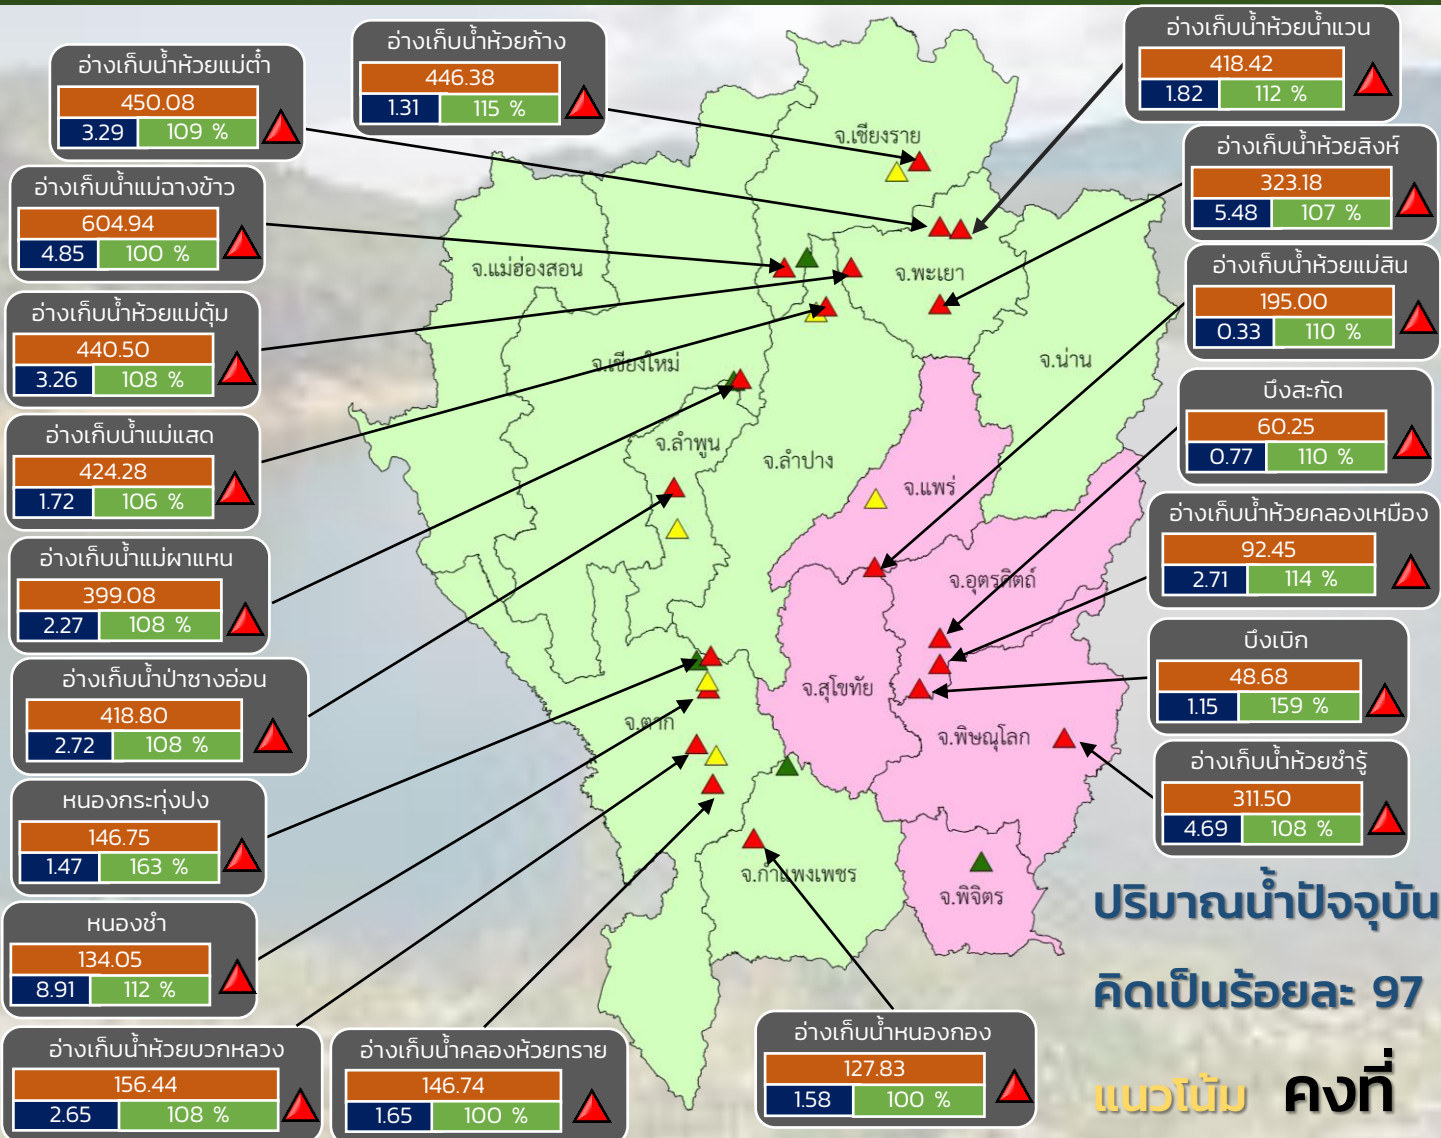 อ่างเก็บน้ำห้วยแม่ต๋ำ
450.08
3.29 109 %
อ่างเก็บน้ำห้วยก้าง
446.38
1.31 115 %
อ่างเก็บน้ำห้วยน้ำแวน
418.42
1.82 112 %
อ่างเก็บน้ำแม่ฉางข้าว
604.94
4.85 100 %
อ่างเก็บน้ำห้วยสิงห์
323.18
5.48 107 %
อ่างเก็บน้ำห้วยแม่ตุ้ม
440.50
3.26 108 %
อ่างเก็บน้ำห้วยแม่สิน
195.00
0.33 110 %
อ่างเก็บน้ำแม่แสด
424.28
1.72 106 %
บึงสะกัด
60.25
0.77 110 %
อ่างเก็บน้ำแม่ผาแหน
399.08
2.27 108 %
อ่างเก็บน้ำห้วยคลองเหมือง
92.45
2.71 114 %
อ่างเก็บน้ำป่าซางอ่อน
418.80
2.72 108 %
บึงเบิก
48.68
1.15 159 %
หนองกระทุ่งปง
146.75
1.47 163 %
อ่างเก็บน้ำห้วยซำรู้
311.50
4.69 108 %
หนองชำ
134.05
8.91 112 %
อ่างเก็บน้ำห้วยบวกหลวง
156.44
2.65 108 %
อ่างเก็บน้ำคลองห้วยทราย
146.74
1.65 100 %
อ่างเก็บน้ำหนองกอง
127.83
1.58 100 %
จ.เชียงราย
จ.แม่ฮ่องสอน
จ.พะเยา
จ.เชียงใหม่
จ.น่าน
จ.ลำพูน
จ.ลำปาง
จ.แพร่
จ.อุตรดิตถ์
จ.สุโขทัย
จ.ตาก
จ.พิษณุโลก
จ.กำแพงเพชร
จ.พิจิตร
ปริมาณน้ำปัจจุบัน
คิดเป็นร้อยละ 97
แนวโน้ม คงที่